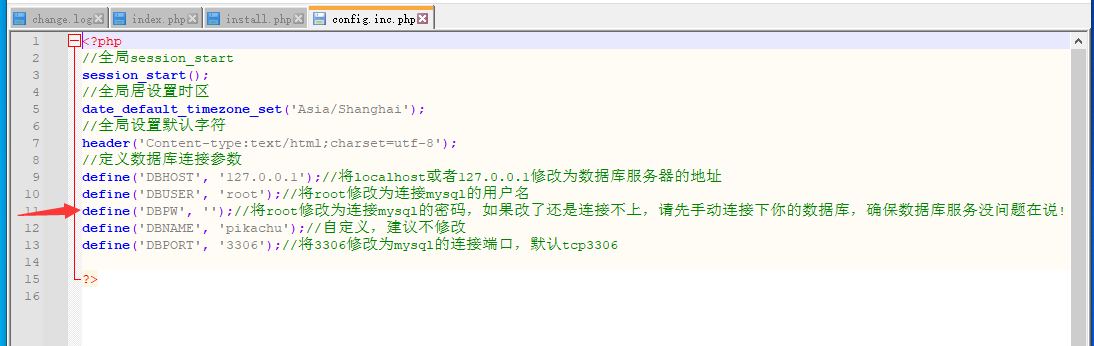 change.log index.php install.php config.inc.php
1 <?php
2 //全局session_start
3 session_start();
4 //全局居设置时区
5 date_default_timezone_set('Asia/Shanghai');
6 //全局设置默认字符
7 header('Content-type:text/html;charset=utf-8');
8 //定义数据库连接参数
9 define('DBHOST', '127.0.0.1');//将localhost或者127.0.0.1修改为数据库服务器的地址
10 define('DBUSER', 'root');//将root修改为连接mysql的用户名
11 define('DBPW', '');//将root修改为连接mysql的密码，如果改了还是连接不上，请先手动连接下你的数据库，确保数据库服务没问题在说!
12 define('DBNAME', 'pikachu');//自定义，建议不修改
13 define('DBPORT', '3306');//将3306修改为mysql的连接端口，默认tcp3306
14
15 ?>
16